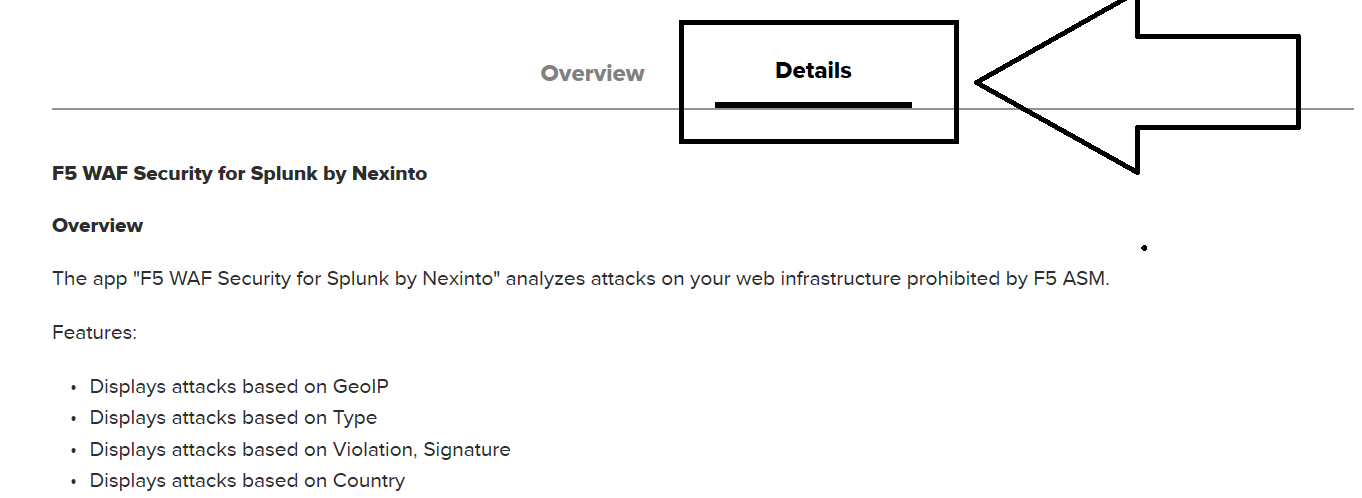 Overview Details
F5 WAF Security for Splunk by Nexinto
Overview
The app "F5 WAF Security for Splunk by Nexinto" analyzes attacks on your web infrastructure prohibited by F5 ASM.
Features:
• Displays attacks based on GeoIP
• Displays attacks based on Type
• Displays attacks based on Violation, Signature
• Displays attacks based on Country